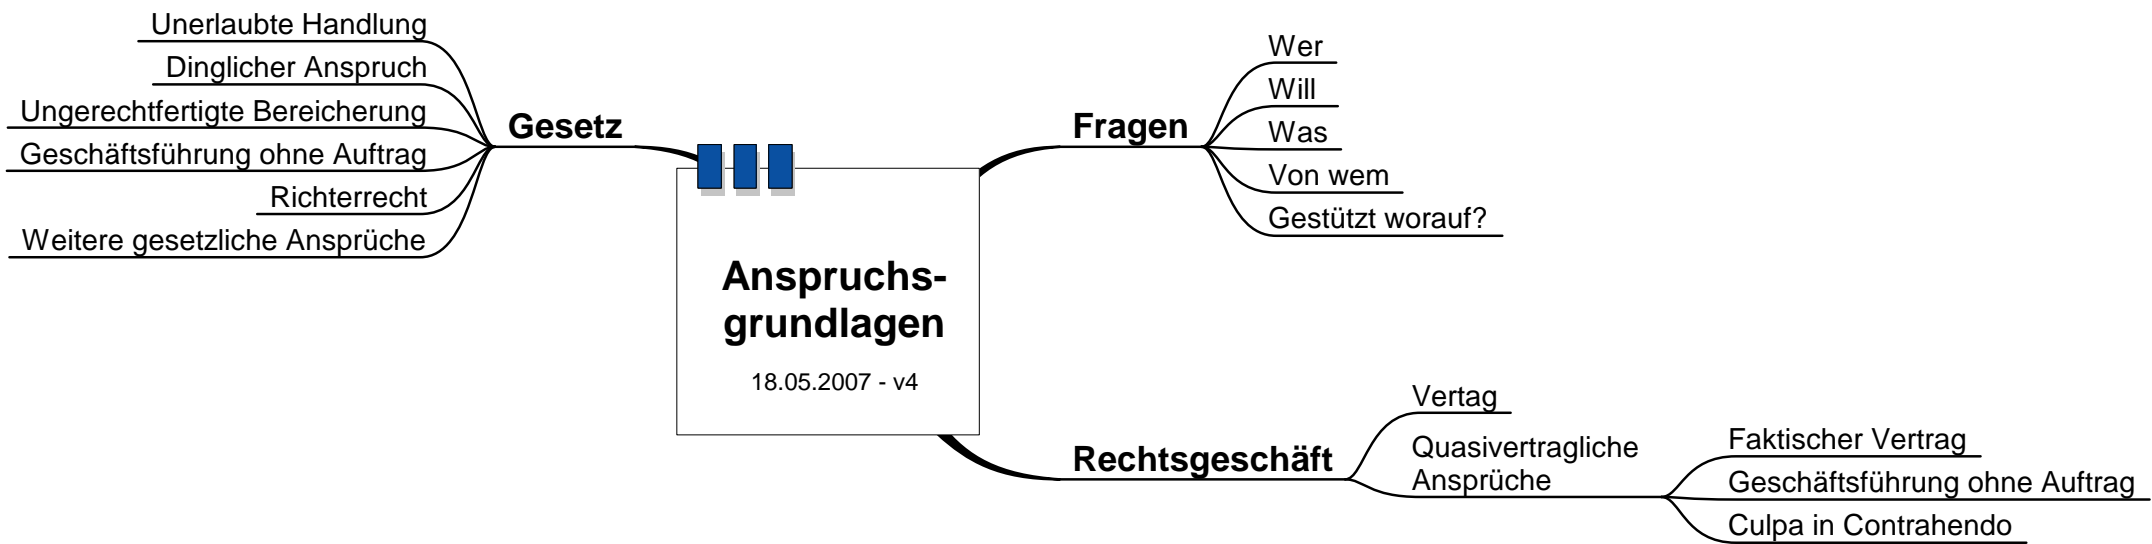 Unerlaubte Handlung
Dinglicher Anspruch
Ungerechtfertigte Bereicherung
Geschäftsführung ohne Auftrag
Richterrecht
Weitere gesetzliche Ansprüche
Gesetz
Anspruchs-
grundlagen
18.05.2007 - v4
Fragen
Wer
Will
Was
Von wem
Gestützt worauf?
Rechtsgeschäft
Vertag
Quasivertragliche
Ansprüche
Faktischer Vertrag
Geschäftsführung ohne Auftrag
Culpa in Contrahendo